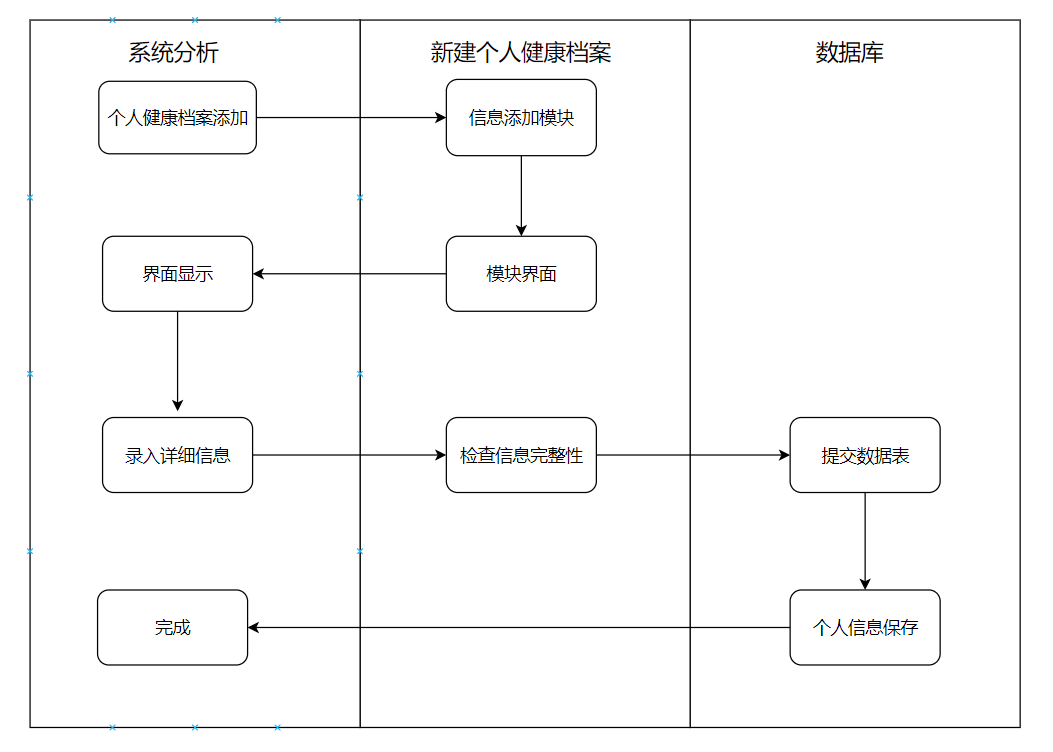 系统分析
新建个人健康档案
数据库
个人健康档案添加
信息添加模块
界面显示
模块界面
录入详细信息
检查信息完整性
提交数据表
完成
个人信息保存